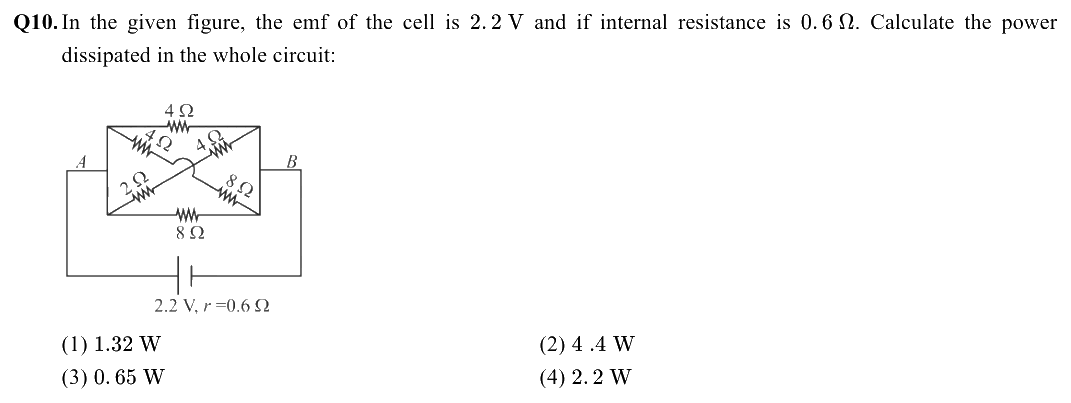 Q10. In the given figure, the emf of the cell is 2.2 V and if internal resistance is 0.6 Ω. Calculate the power
dissipated in the whole circuit:
4 Ω
4 Ω
4 Ω
A
B
2 Ω
8 Ω
8 Ω
2.2 V, r =0.6 Ω
(1) 1.32 W
(2) 4 .4 W
(3) 0. 65 W
(4) 2. 2 W